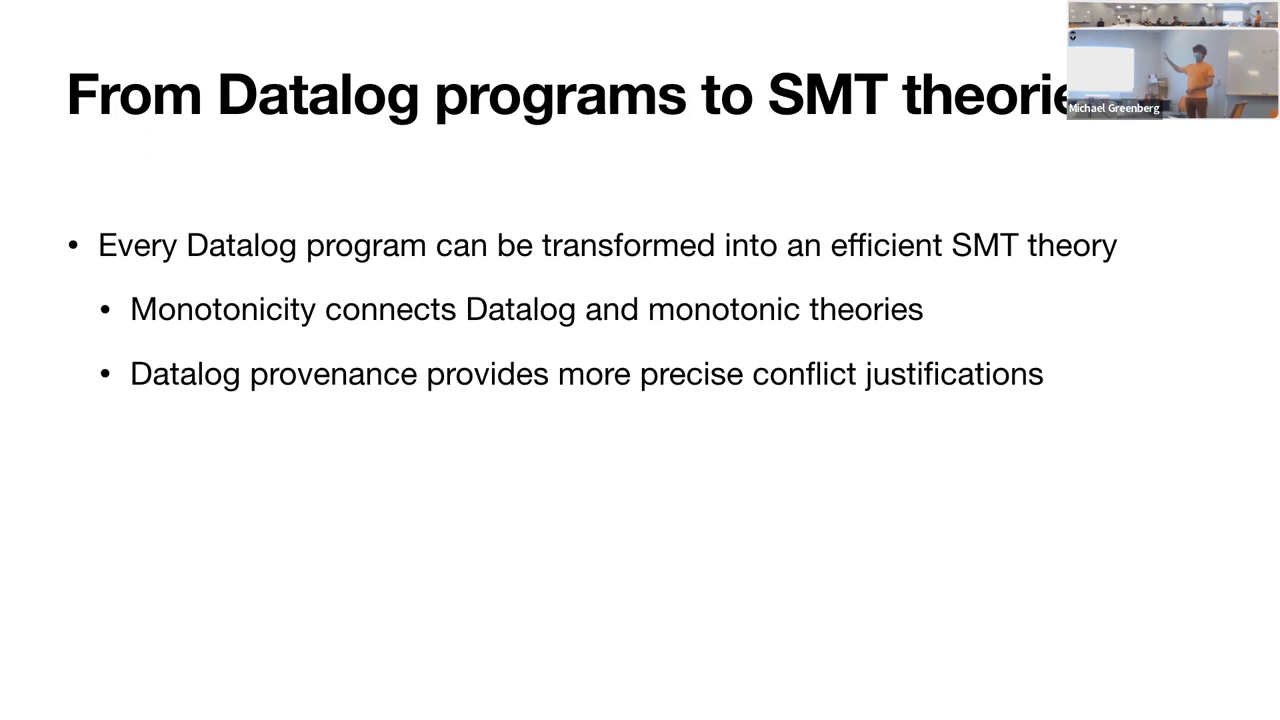 From Datalog programs to SMT theorie
Michael Greenberg
• Every Datalog program can be transformed into an efficient SMT theory
• Monotonicity connects Datalog and monotonic theories
• Datalog provenance provides more precise conflict justifications